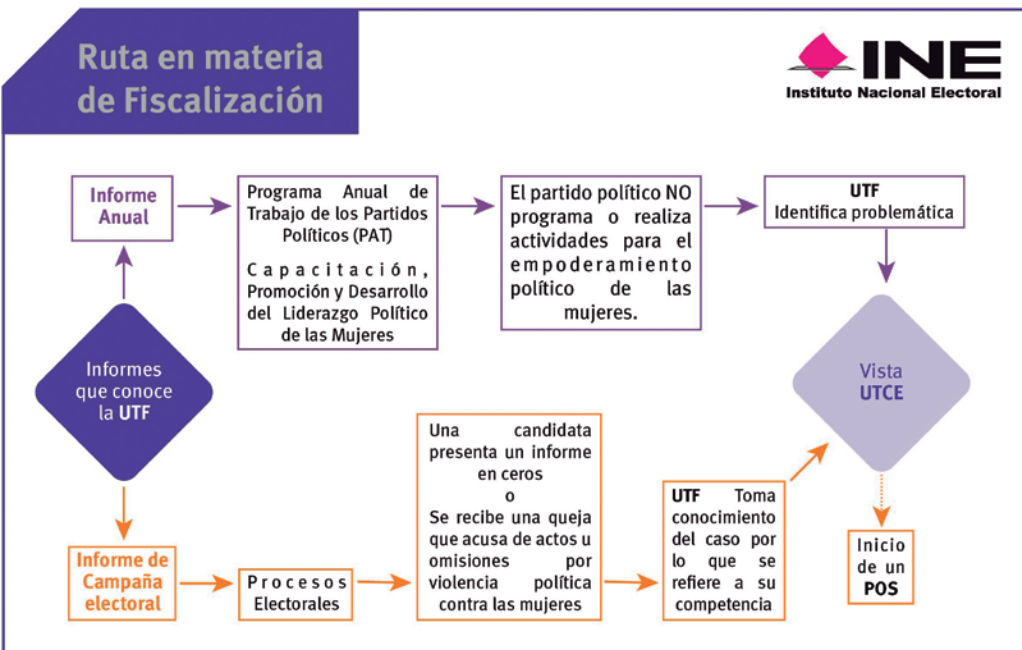 Ruta en materia
de Fiscalización
INE
Instituto Nacional Electoral
Informe
Anual
Programa Anual de
Trabajo de los Partidos
Políticos (PAT)
Capacitación,
Promoción y Desarrollo
del Liderazgo Político
de las Mujeres
El partido político NO
programa o realiza
actividades para el
empoderamiento
político de las
mujeres.
UTF
Identifica problemática
Informes
que conoce
la UTF
Vista
UTCE
Informe de
Campaña
electoral
Procesos
Electorales
Una candidata
presenta un informe
en ceros
o
Se recibe una queja
que acusa de actos u
omisiones por
violencia política
contra las mujeres
UTF Toma
conocimiento
del caso por
lo que se
refiere a su
competencia
Inicio
de un
POS